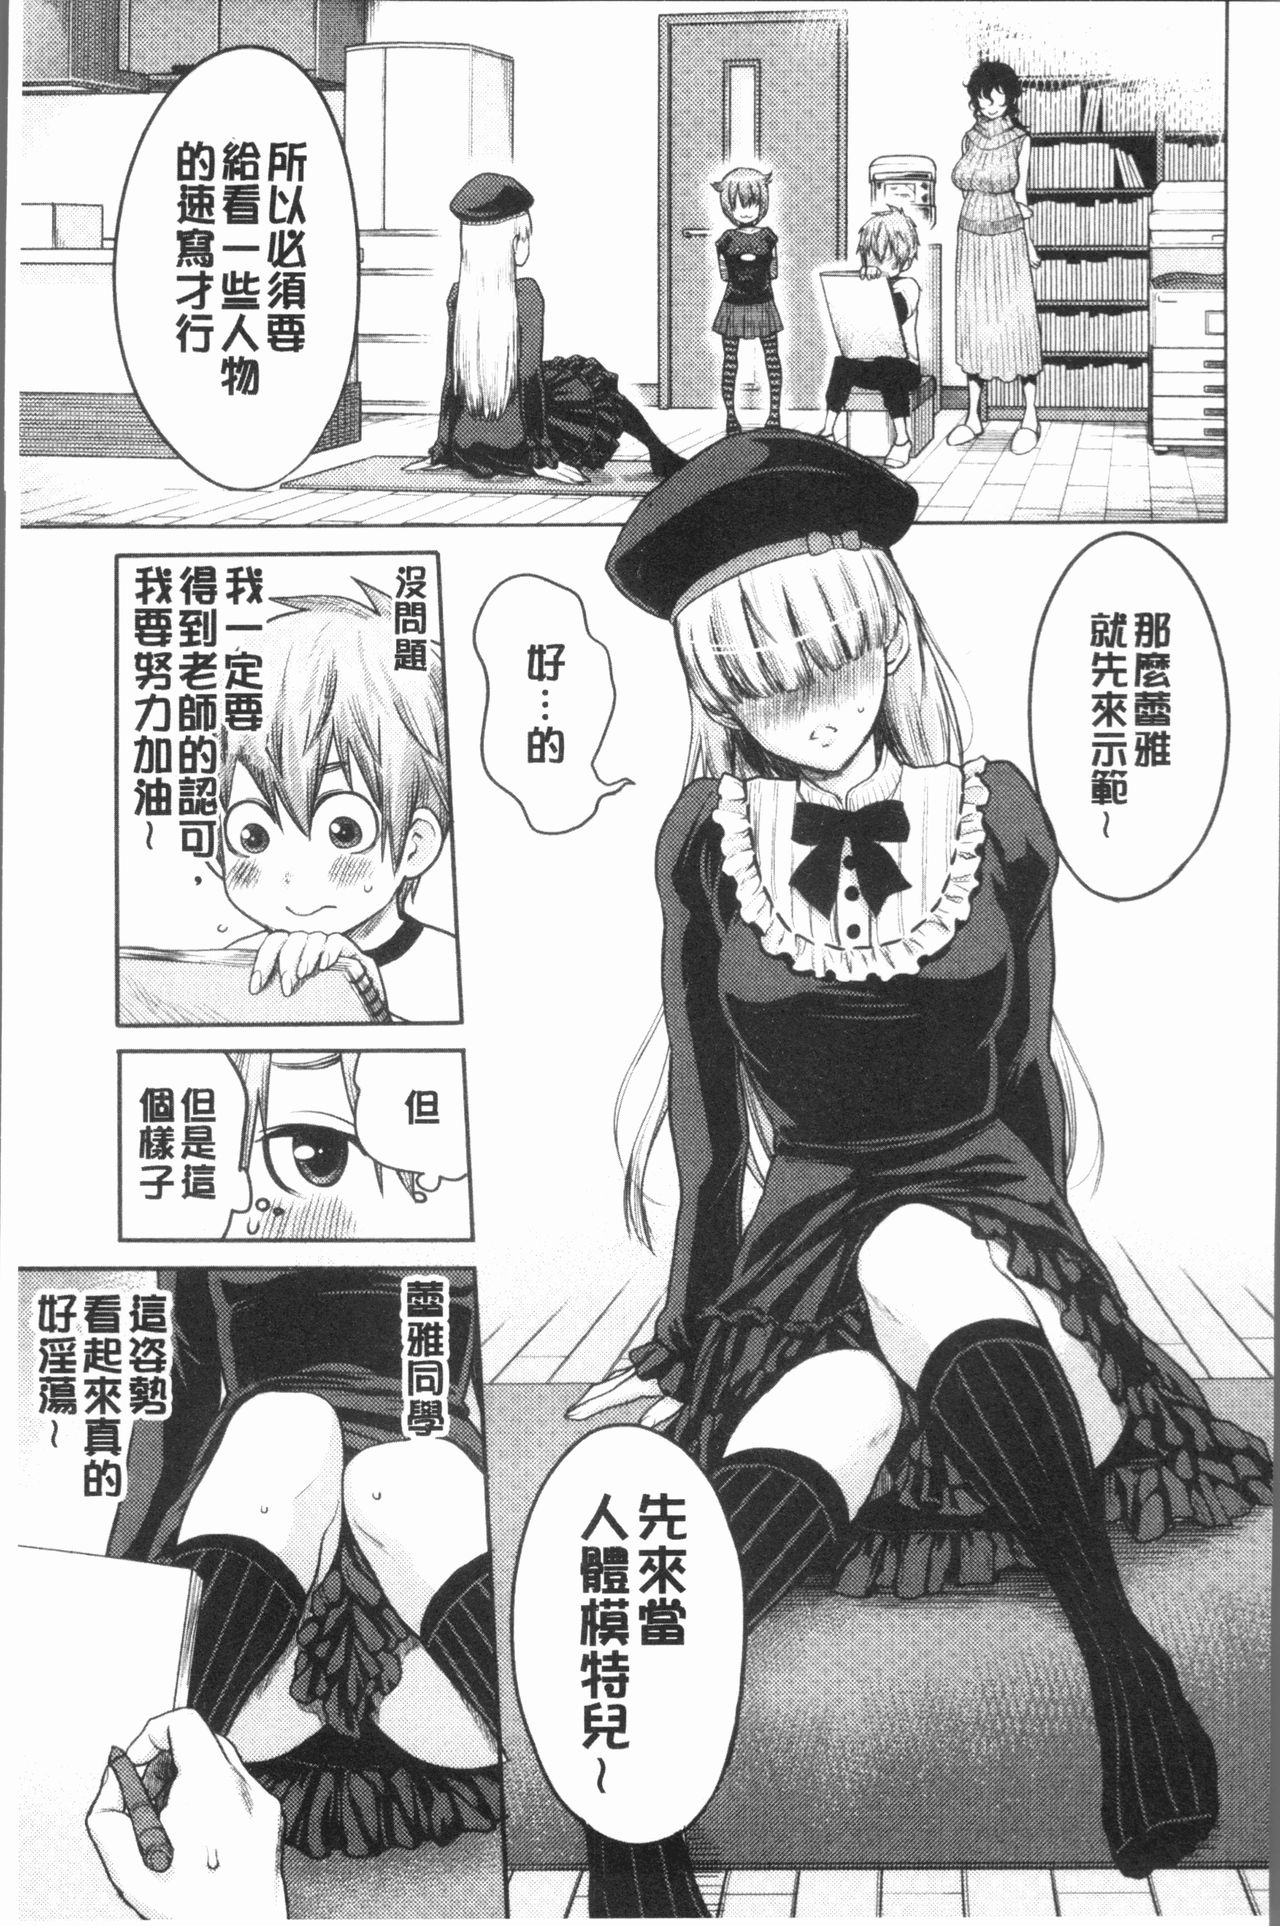 所以必須要
給看一些人物
的速寫才行
那麼蕾雅
就先來示範~
好…的
沒問題
我一定要
得到老師的認可，
我要努力加油~
但
但是這
個樣子
先來當
人體模特兒~
蕾雅同學
這姿勢
看起來真的
好淫蕩~